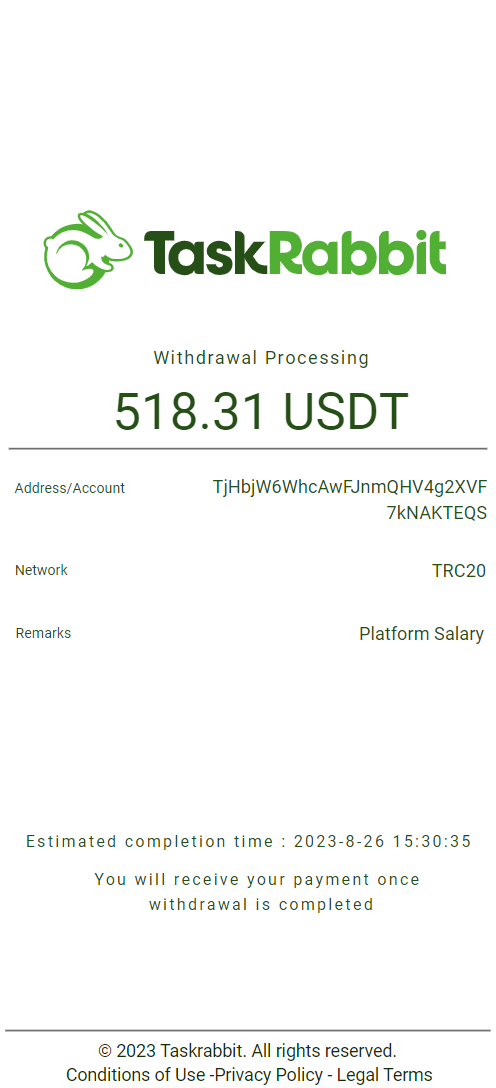 TaskRabbit
Withdrawal Processing
518.31 USDT
Address/Account
TjHbjW6WhcAwFJnmQHV4g2XVF
7kNAKTEQS
Network
TRC20
Remarks
Platform Salary
Estimated completion time : 2023-8-26 15:30:35
You will receive your payment once
withdrawal is completed
© 2023 Taskrabbit. All rights reserved.
Conditions of Use -Privacy Policy - Legal Terms